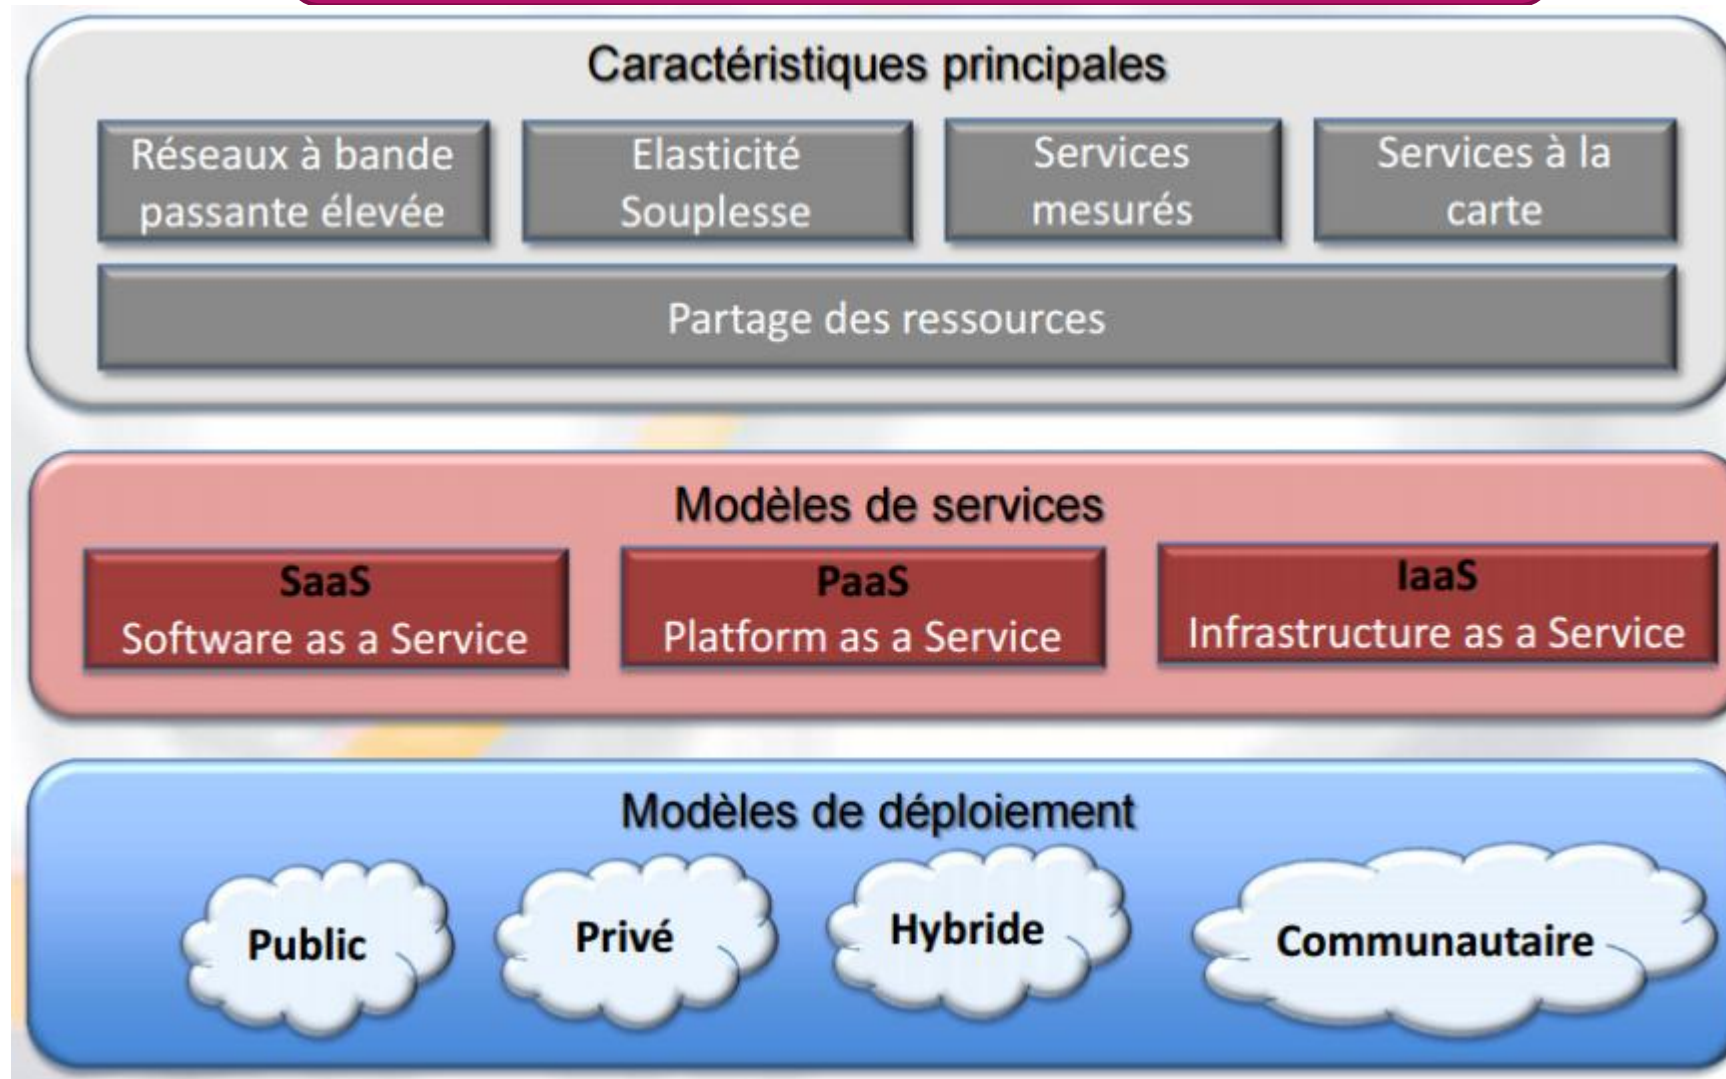 Caractéristiques principales
Réseaux à bande
passante élevée
Elasticité
Souplesse
Services
mesurés
Services à la
carte
Partage des ressources
Modèles de services
SaaS
Software as a Service
PaaS
Platform as a Service
IaaS
Infrastructure as a Service
Modèles de déploiement
Public
Privé
Hybride
Communautaire